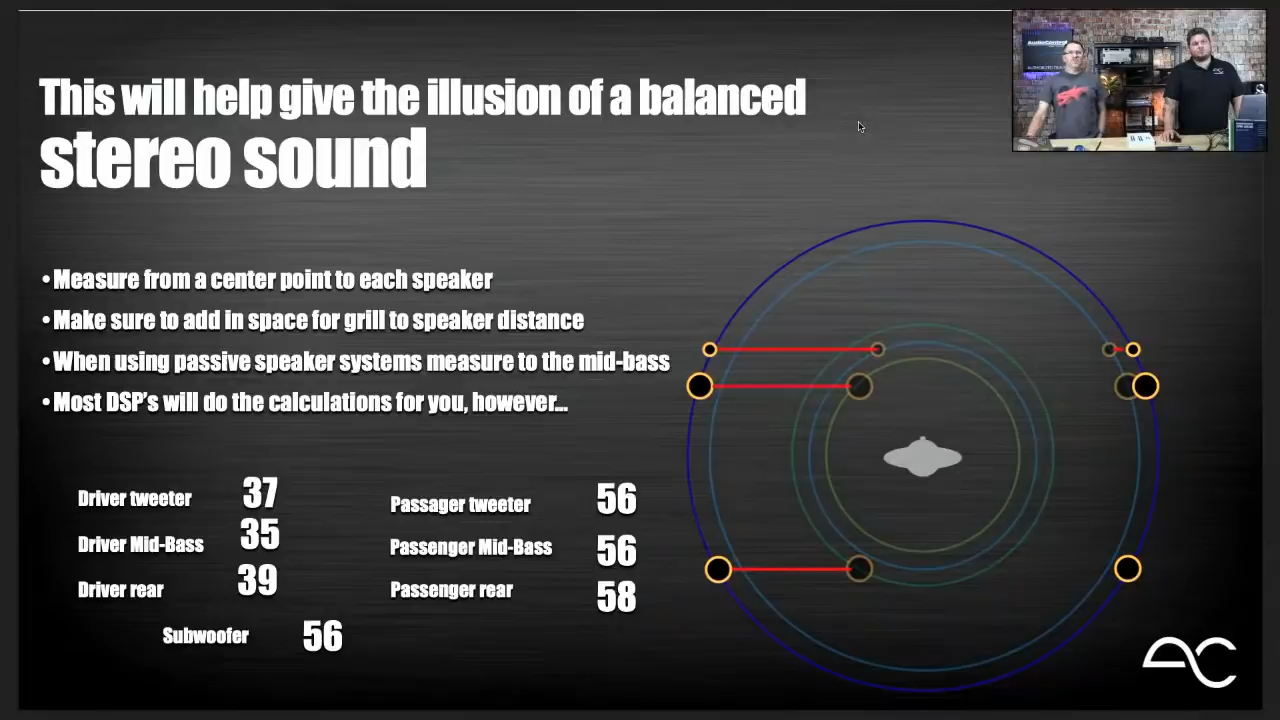 This will help give the illusion of a balanced
stereo sound
• Measure from a center point to each speaker
• Make sure to add in space for grill to speaker distance
• When using passive speaker systems measure to the mid-bass
• Most DSP's will do the calculations for you, however...
Driver tweeter 37
Driver Mid-Bass 35
Driver rear 39
Passager tweeter 56
Passenger Mid-Bass 56
Passenger rear 58
Subwoofer 56
AudioControl
AC